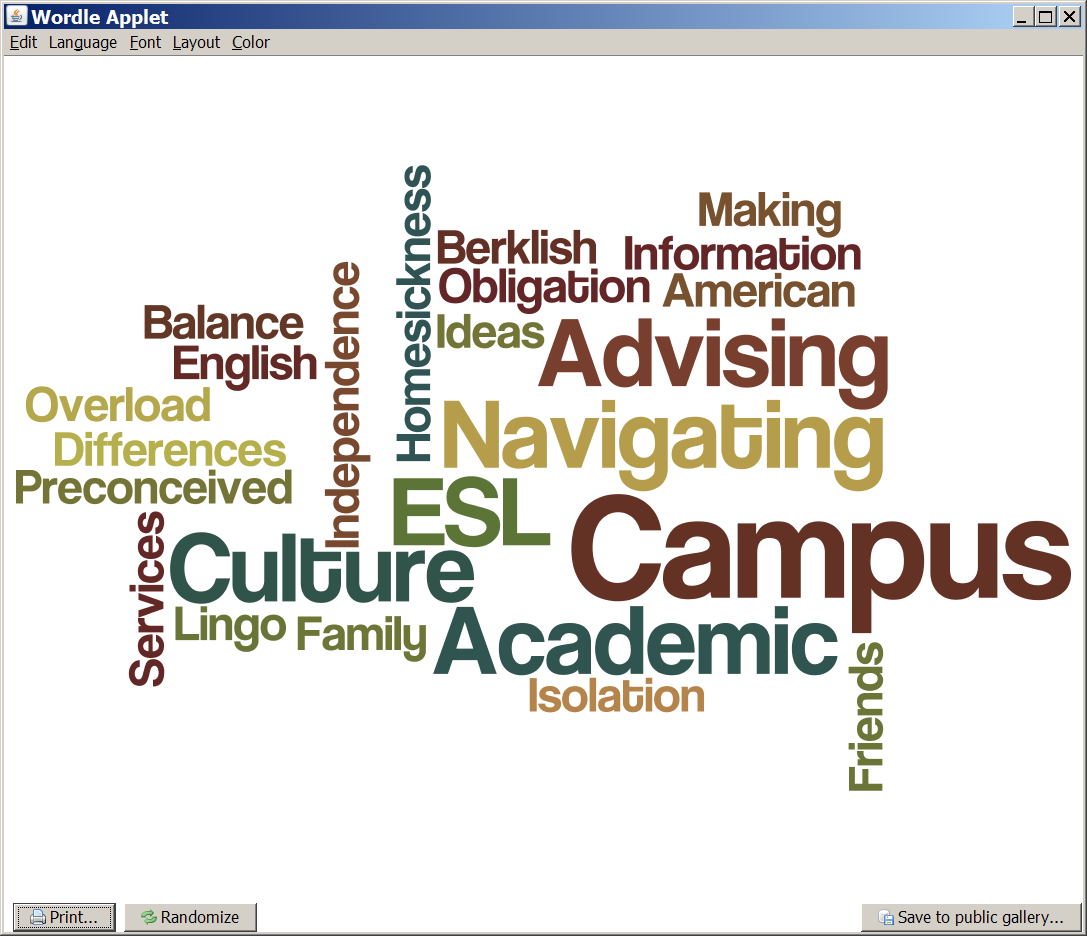 Wordle Applet
Edit Language Font Layout Color
Homesickness
Making
Berklish
Information
Obligation
American
Independence
Balance
Ideas
Advising
English
Overload
Navigating
Differences
Preconceived
ESL
Campus
Services
Culture
Lingo
Family
Academic
Isolation
Friends
Print...
Randomize
Save to public gallery...